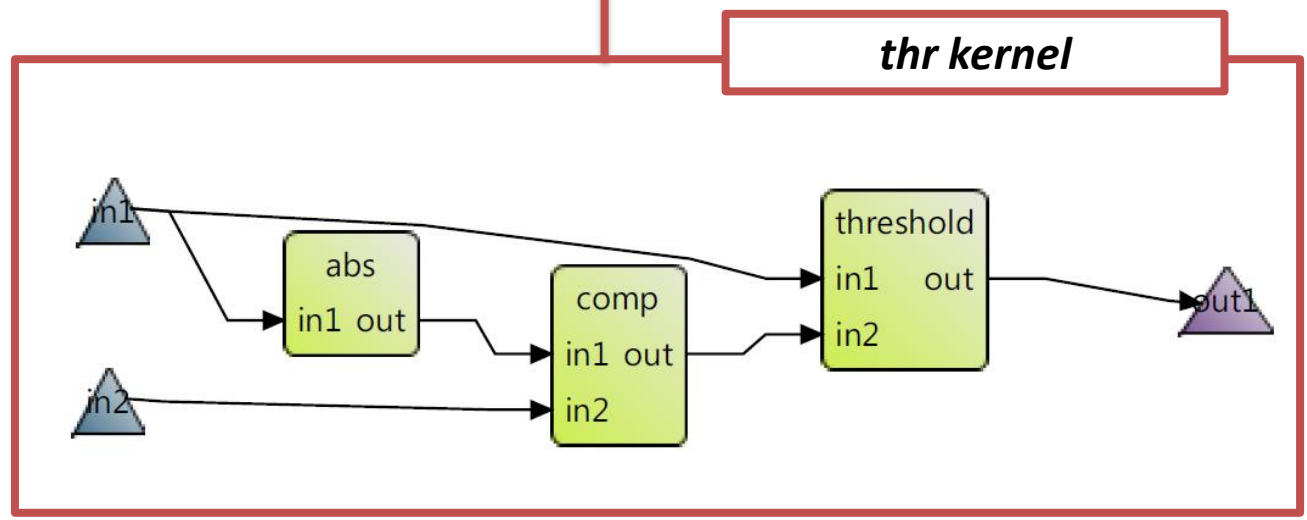 thr kernel
in1
abs
in1 out
in2
comp
in1 out
in2
threshold
in1 out
in2
out1